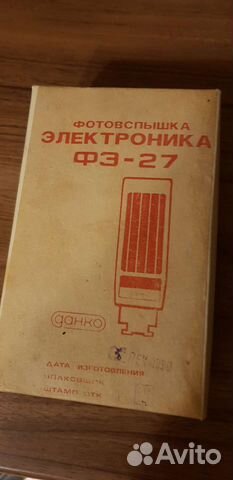 ФОТОВСПЫШКА
ЭЛЕКТРОНИКА
ФЭ-27
данко
ДАТА ИЗГОТОВЛЕНИЯ
УПАКОВЩИК
ШТАМП ОТК
Avito